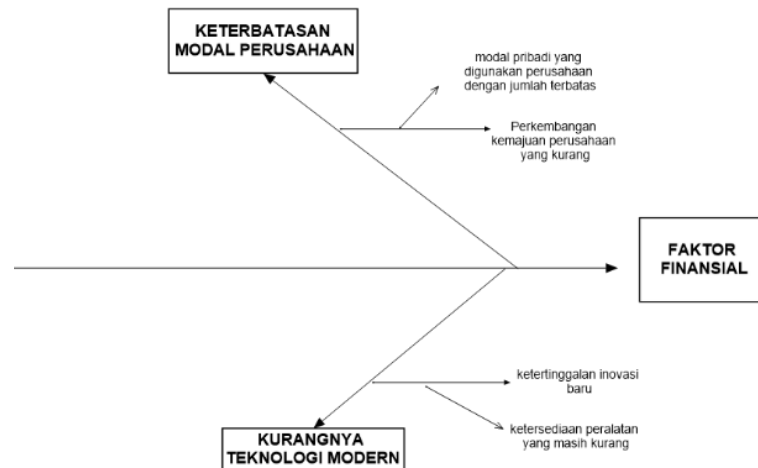 KETERBATASAN
MODAL PERUSAHAAN
modal pribadi yang
digunakan perusahaan
dengan jumlah terbatas
Perkembangan
kemajuan perusahaan
yang kurang
FAKTOR
FINANSIAL
ketertinggalan inovasi
baru
ketersediaan peralatan
yang masih kurang
KURANGNYA
TEKNOLOGI MODERN